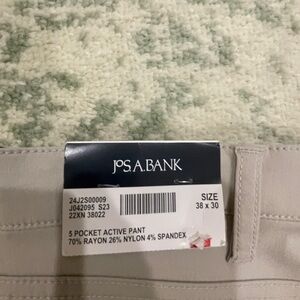 JOS.A.BANK
24J2S00009
J042095 S23
22XN 38022
SIZE
38 x 30
5 POCKET ACTIVE PANT
70% RAYON 26% NYLON 4% SPANDEX